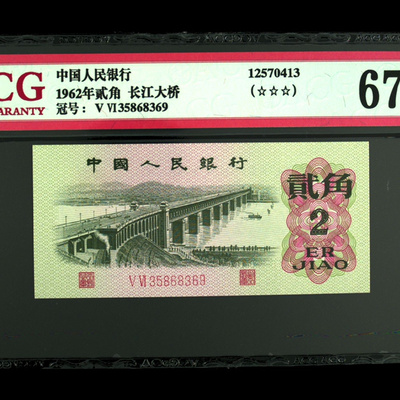 CG
WARRANTY
中国人民银行
1962年贰角 长江大桥
冠号: V VI35868369
12570413
(☆☆☆)
67
中國人民銀行
貳角
2
ER
JIAO
V VI 35868369